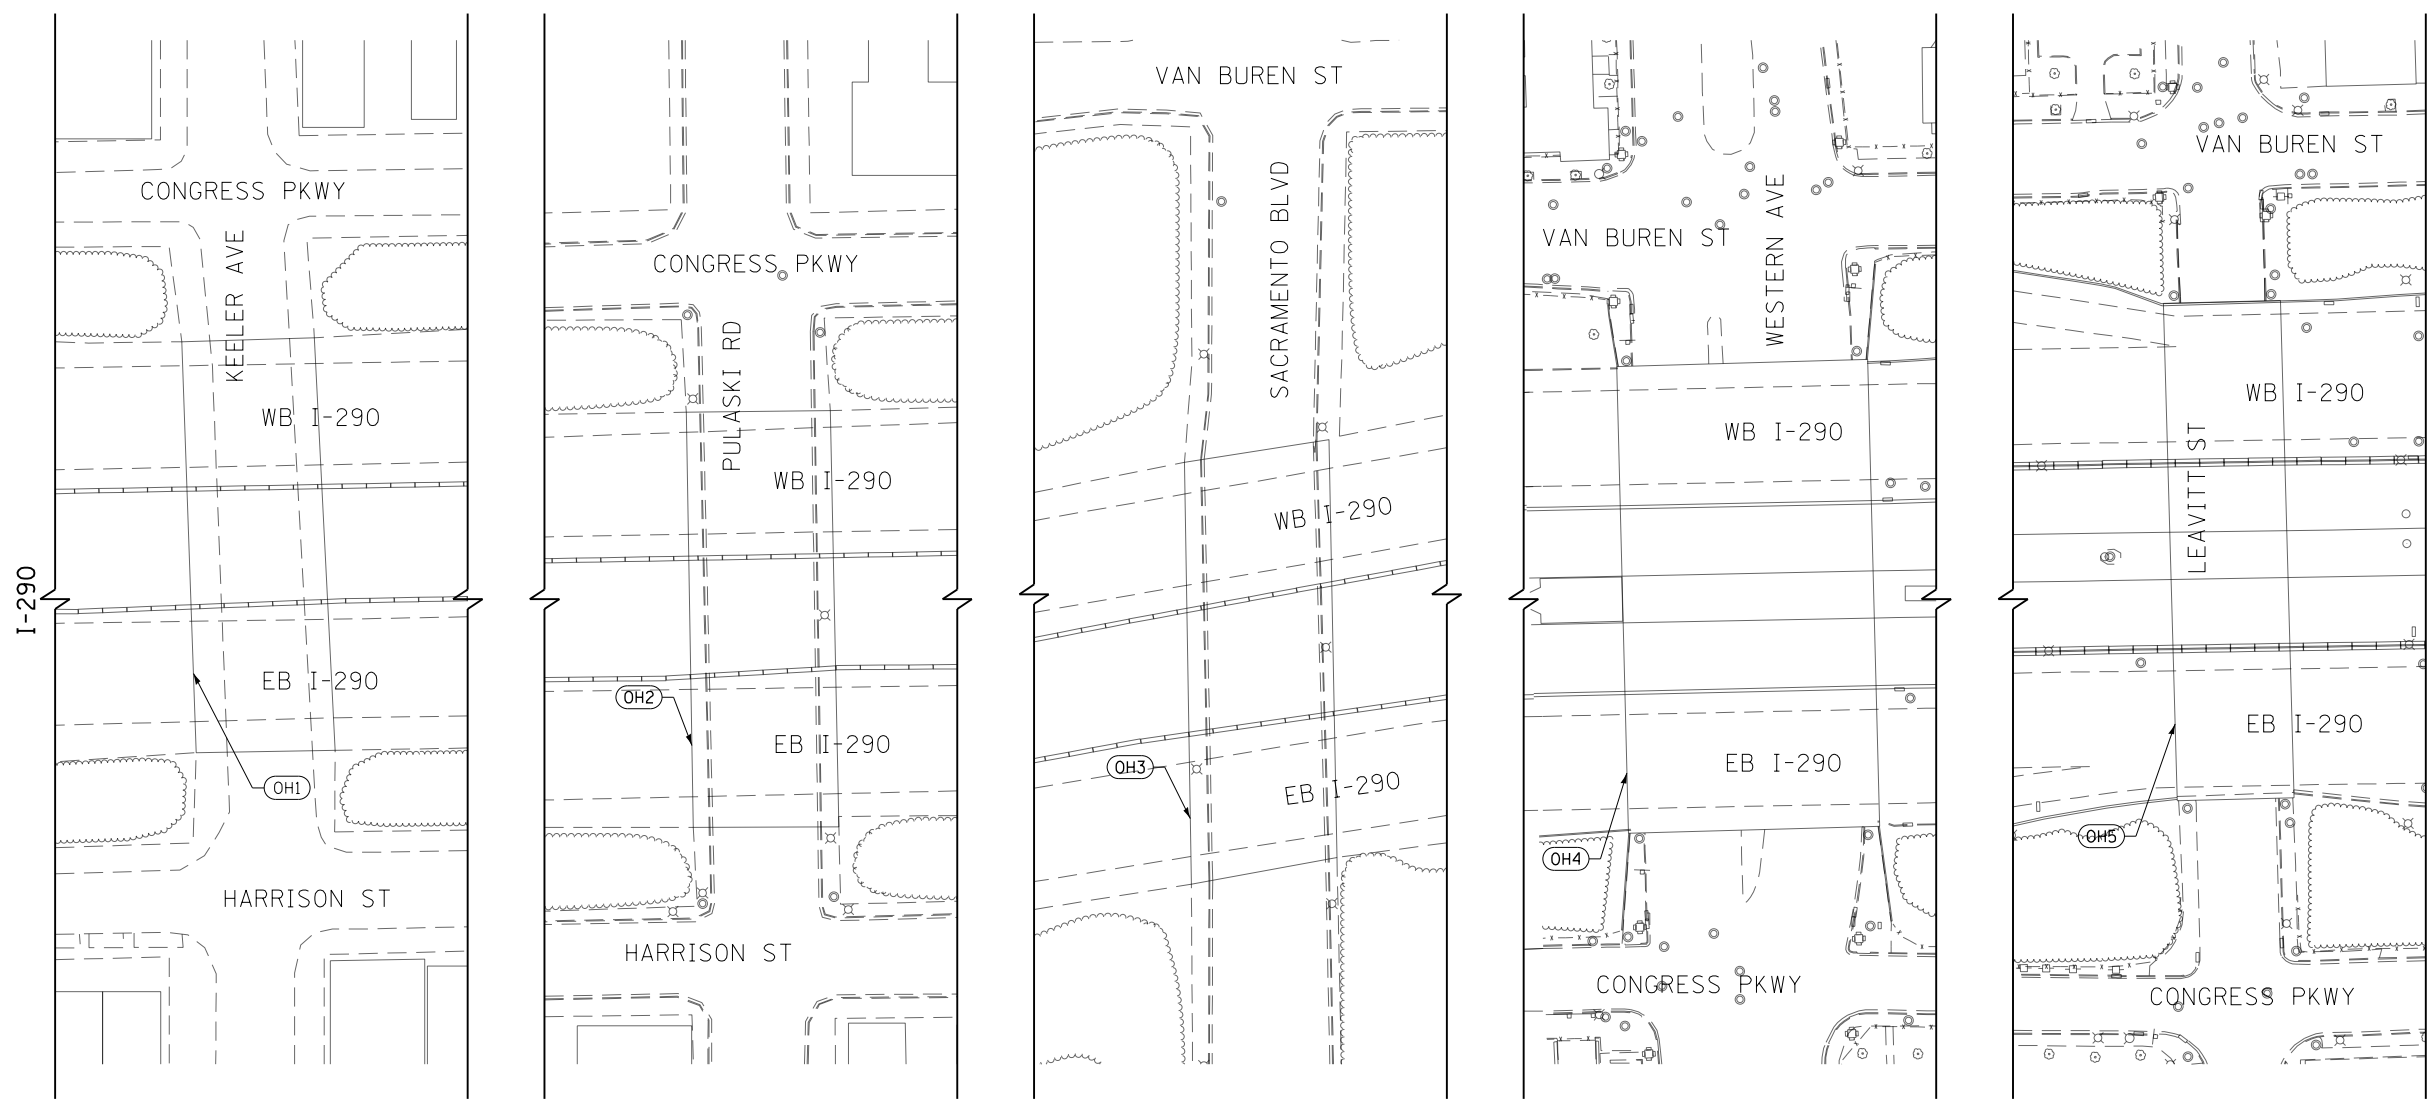 I-290
CONGRESS PKWY
KEELER AVE
WB I-290
EB I-290
OH1
HARRISON ST
CONGRESS PKWY
PULASKI RD
WB I-290
OH2
EB I-290
HARRISON ST
VAN BUREN ST
SACRAMENTO BLVD
WB I-290
OH3
EB I-290
VAN BUREN ST
WESTERN AVE
WB I-290
EB I-290
OH4
CONGRESS PKWY
VAN BUREN ST
WB I-290
LEAVITT ST
EB I-290
OH5
CONGRESS PKWY